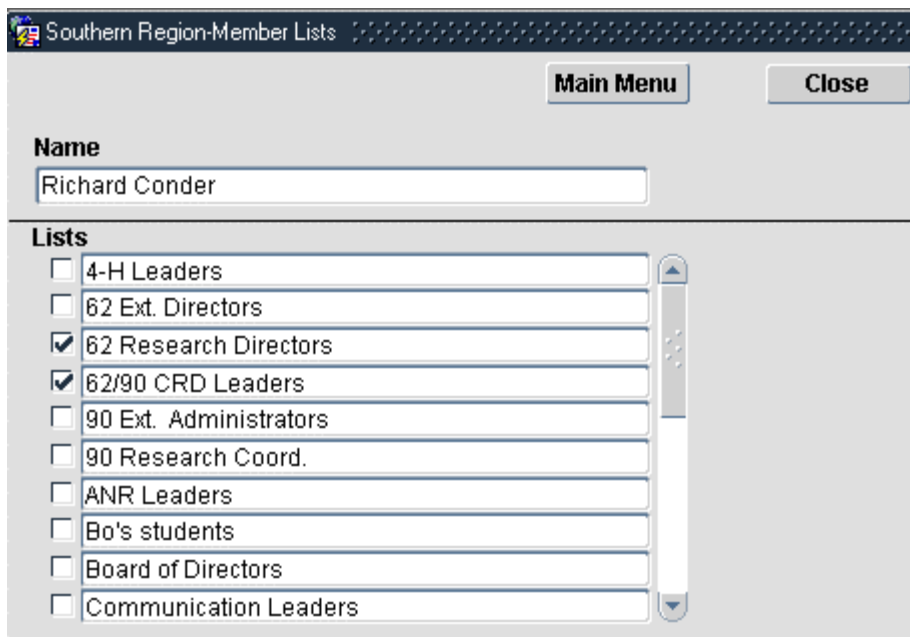 Southern Region-Member Lists
Main Menu Close
Name
Richard Conder
Lists
4-H Leaders
62 Ext. Directors
62 Research Directors
62/90 CRD Leaders
90 Ext.  Administrators
90 Research Coord.
ANR Leaders
Bo's students
Board of Directors
Communication Leaders